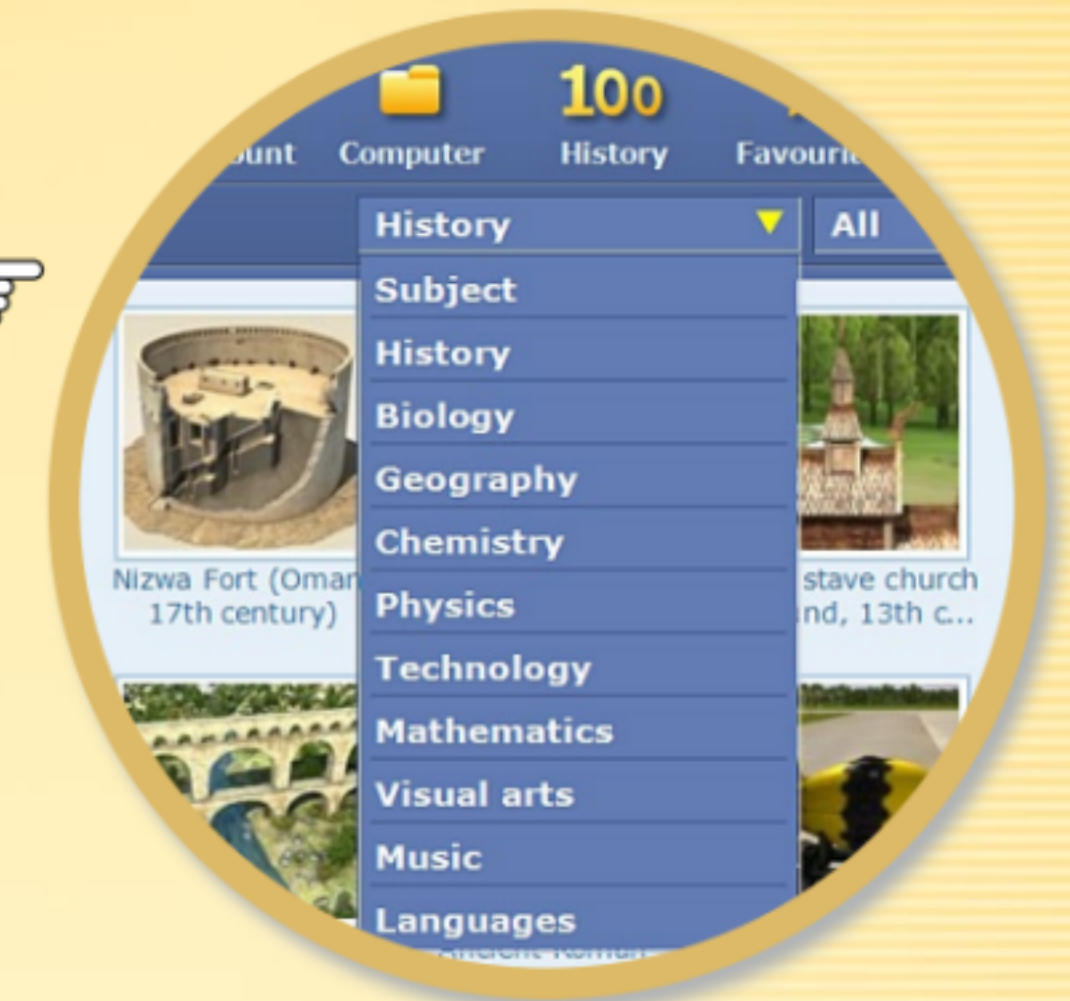 100
Computer History
History All
Subject
History
Biology
Geography
Chemistry
Physics
Technology
Mathematics
Visual arts
Music
Languages
Nizwa Fort (Oman
17th century)
stave church
13th c...